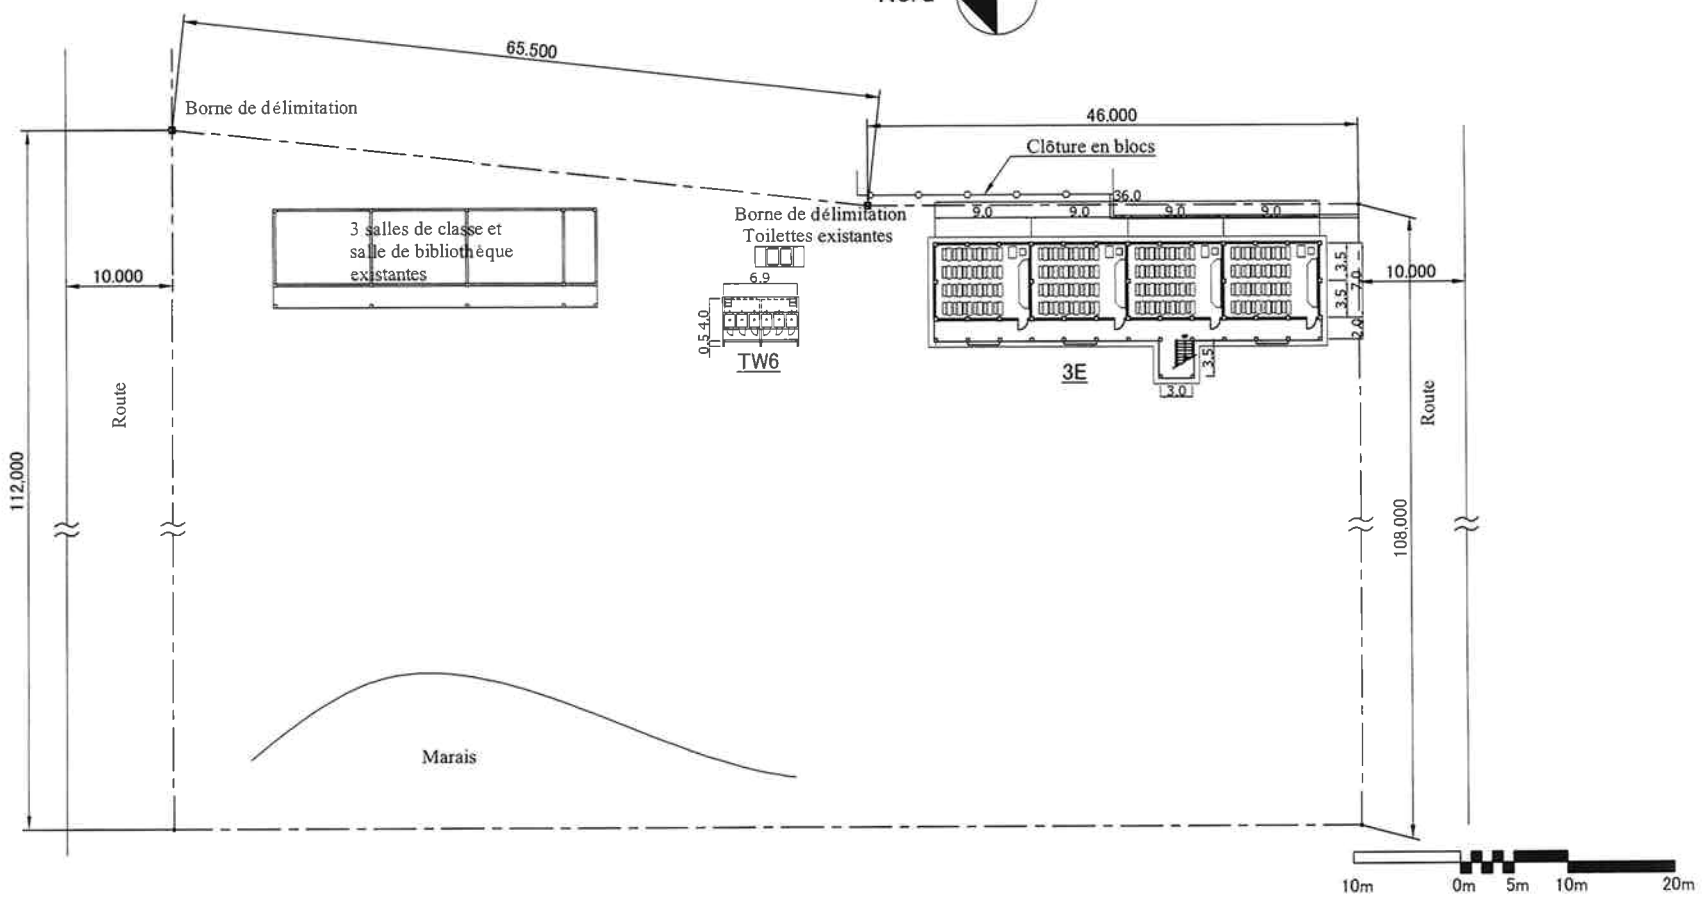 65.500
Borne de délimitation
46.000
Clôture en blocs
36.0
9.0 9.0 9.0 9.0
Borne de délimitation
Toilettes existantes
3 salles de classe et
salle de bibliothèque
existantes
10.000
6.9
4.0
0.5
TW6
3.5
3.5
7.0
2.0
10.000
3E
3.5
3.0
Route
Route
112.000
108.000
Marais
10m 0m 5m 10m 20m